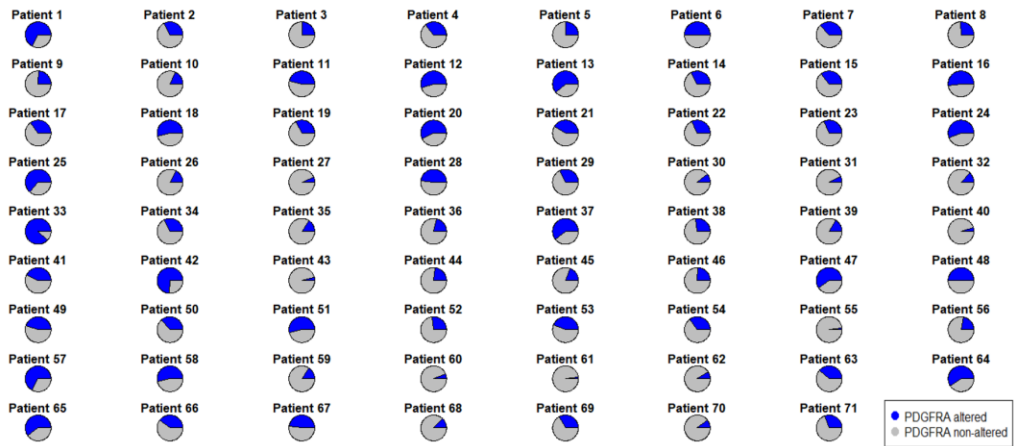 Patient 1 Patient 2 Patient 3 Patient 4 Patient 5 Patient 6 Patient 7 Patient 8
Patient 9 Patient 10 Patient 11 Patient 12 Patient 13 Patient 14 Patient 15 Patient 16
Patient 17 Patient 18 Patient 19 Patient 20 Patient 21 Patient 22 Patient 23 Patient 24
Patient 25 Patient 26 Patient 27 Patient 28 Patient 29 Patient 30 Patient 31 Patient 32
Patient 33 Patient 34 Patient 35 Patient 36 Patient 37 Patient 38 Patient 39 Patient 40
Patient 41 Patient 42 Patient 43 Patient 44 Patient 45 Patient 46 Patient 47 Patient 48
Patient 49 Patient 50 Patient 51 Patient 52 Patient 53 Patient 54 Patient 55 Patient 56
Patient 57 Patient 58 Patient 59 Patient 60 Patient 61 Patient 62 Patient 63 Patient 64
Patient 65 Patient 66 Patient 67 Patient 68 Patient 69 Patient 70 Patient 71
PDGFRA altered
PDGFRA non-altered